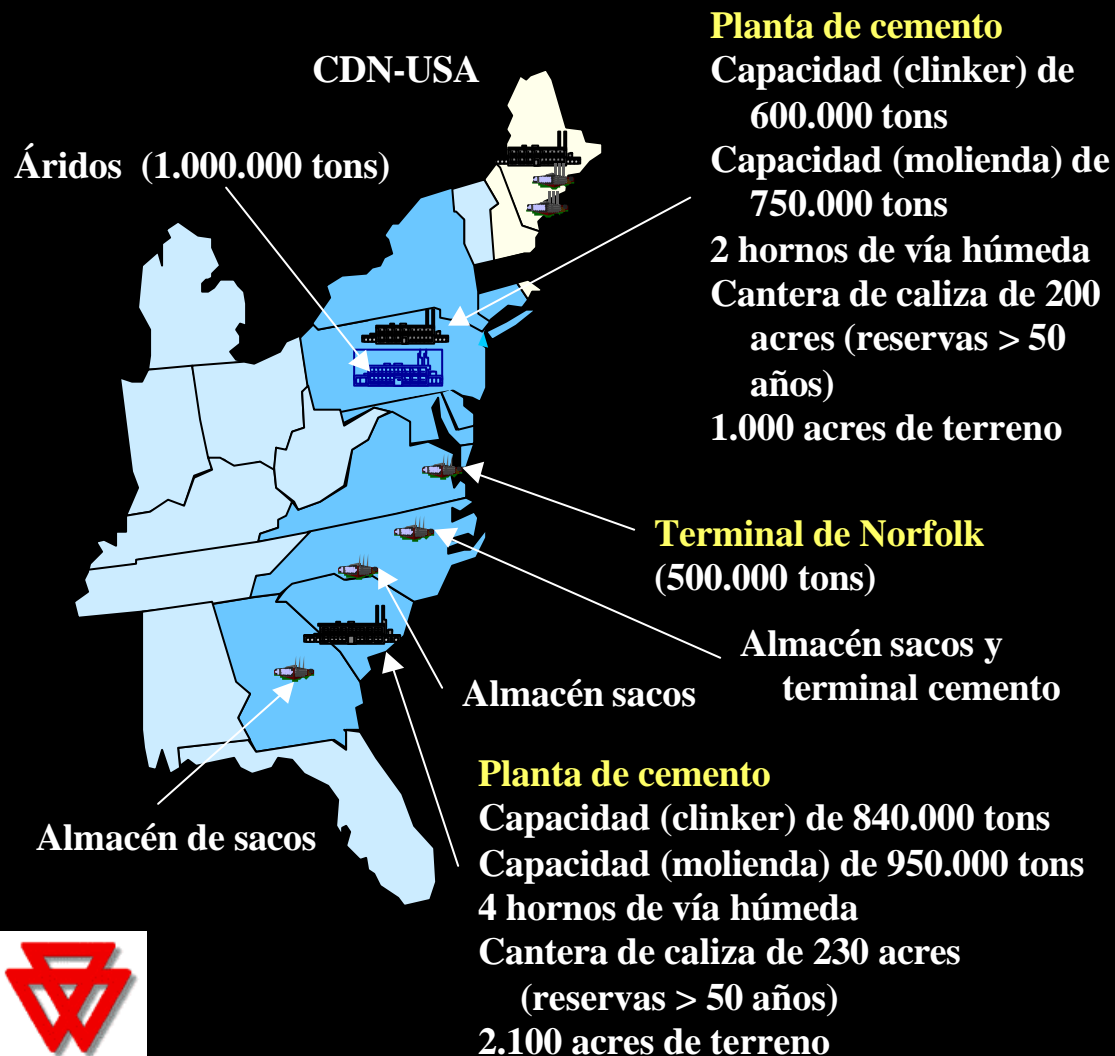 CDN-USA
Áridos (1.000.000 tons)
Planta de cemento
Capacidad (clinker) de
600.000 tons
Capacidad (molienda) de
750.000 tons
2 hornos de vía húmeda
Cantera de caliza de 200
acres (reservas > 50
años)
1.000 acres de terreno
Terminal de Norfolk
(500.000 tons)
Almacén sacos y
terminal cemento
Almacén sacos
Almacén de sacos
Planta de cemento
Capacidad (clinker) de 840.000 tons
Capacidad (molienda) de 950.000 tons
4 hornos de vía húmeda
Cantera de caliza de 230 acres
(reservas > 50 años)
2.100 acres de terreno